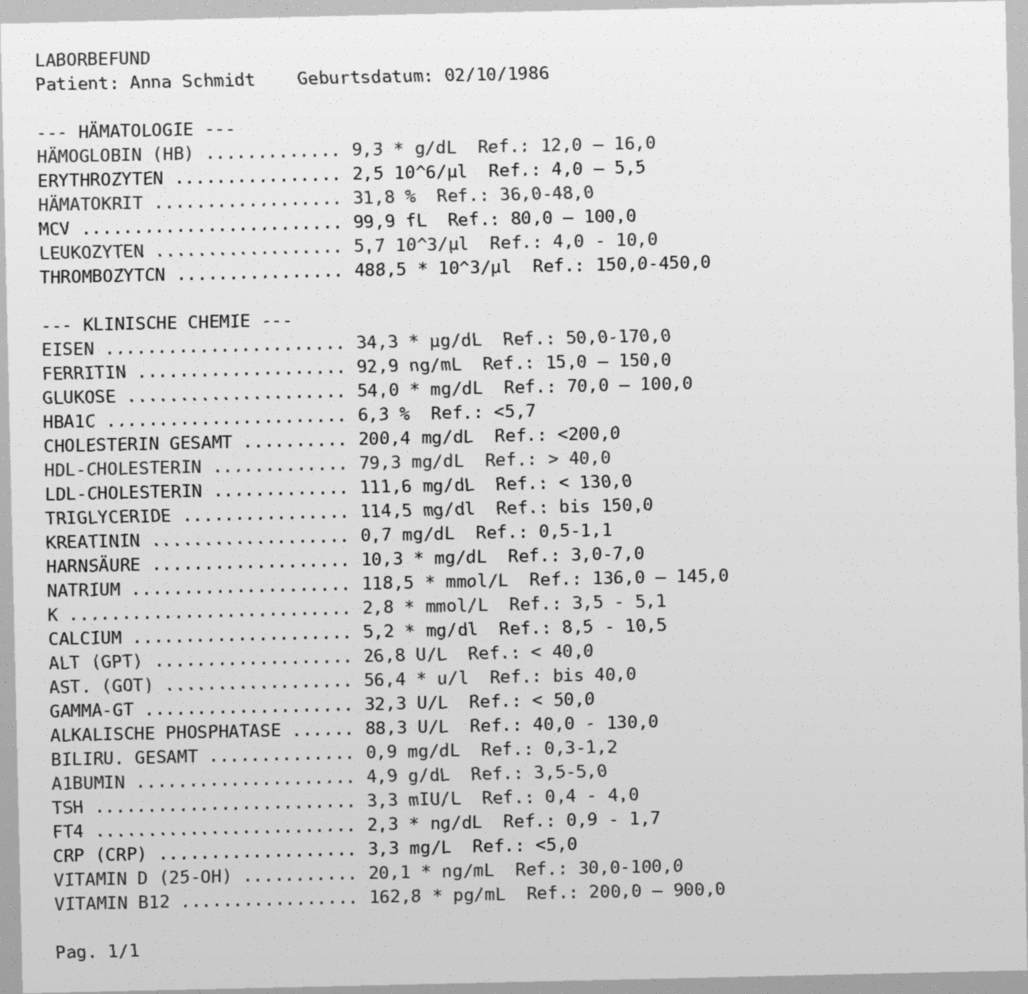 LABORBEFUND
Patient: Anna Schmidt    Geburtsdatum: 02/10/1986

--- HÄMATOLOGIE ---
HÄMOGLOBIN (HB) ............. 9,3 * g/dL  Ref.: 12,0 – 16,0
ERYTHROZYTEN ................ 2,5 10^6/µl  Ref.: 4,0 – 5,5
HÄMATOKRIT .................. 31,8 %  Ref.: 36,0-48,0
MCV ......................... 99,9 fL  Ref.: 80,0 – 100,0
LEUKOZYTEN .................. 5,7 10^3/µl  Ref.: 4,0 - 10,0
THROMBOZYTCN ................ 488,5 * 10^3/µl  Ref.: 150,0-450,0

--- KLINISCHE CHEMIE ---
EISEN ....................... 34,3 * µg/dL  Ref.: 50,0-170,0
FERRITIN .................... 92,9 ng/mL  Ref.: 15,0 – 150,0
GLUKOSE ..................... 54,0 * mg/dL  Ref.: 70,0 – 100,0
HBA1C ....................... 6,3 %  Ref.: <5,7
CHOLESTERIN GESAMT .......... 200,4 mg/dL  Ref.: <200,0
HDL-CHOLESTERIN ............. 79,3 mg/dL  Ref.: > 40,0
LDL-CHOLESTERIN ............. 111,6 mg/dL  Ref.: < 130,0
TRIGLYCERIDE ................ 114,5 mg/dl  Ref.: bis 150,0
KREATININ ................... 0,7 mg/dL  Ref.: 0,5-1,1
HARNSÄURE ................... 10,3 * mg/dL  Ref.: 3,0-7,0
NATRIUM ..................... 118,5 * mmol/L  Ref.: 136,0 – 145,0
K ........................... 2,8 * mmol/L  Ref.: 3,5 - 5,1
CALCIUM ..................... 5,2 * mg/dl  Ref.: 8,5 - 10,5
ALT (GPT) ................... 26,8 U/L  Ref.: < 40,0
AST. (GOT) .................. 56,4 * u/l  Ref.: bis 40,0
GAMMA-GT .................... 32,3 U/L  Ref.: < 50,0
ALKALISCHE PHOSPHATASE ...... 88,3 U/L  Ref.: 40,0 - 130,0
BILIRU. GESAMT .............. 0,9 mg/dL  Ref.: 0,3-1,2
A1BUMIN ..................... 4,9 g/dL  Ref.: 3,5-5,0
TSH ......................... 3,3 mIU/L  Ref.: 0,4 - 4,0
FT4 ......................... 2,3 * ng/dL  Ref.: 0,9 - 1,7
CRP (CRP) ................... 3,3 mg/L  Ref.: <5,0
VITAMIN D (25-OH) ........... 20,1 * ng/mL  Ref.: 30,0-100,0
VITAMIN B12 ................. 162,8 * pg/mL  Ref.: 200,0 – 900,0

Pag. 1/1